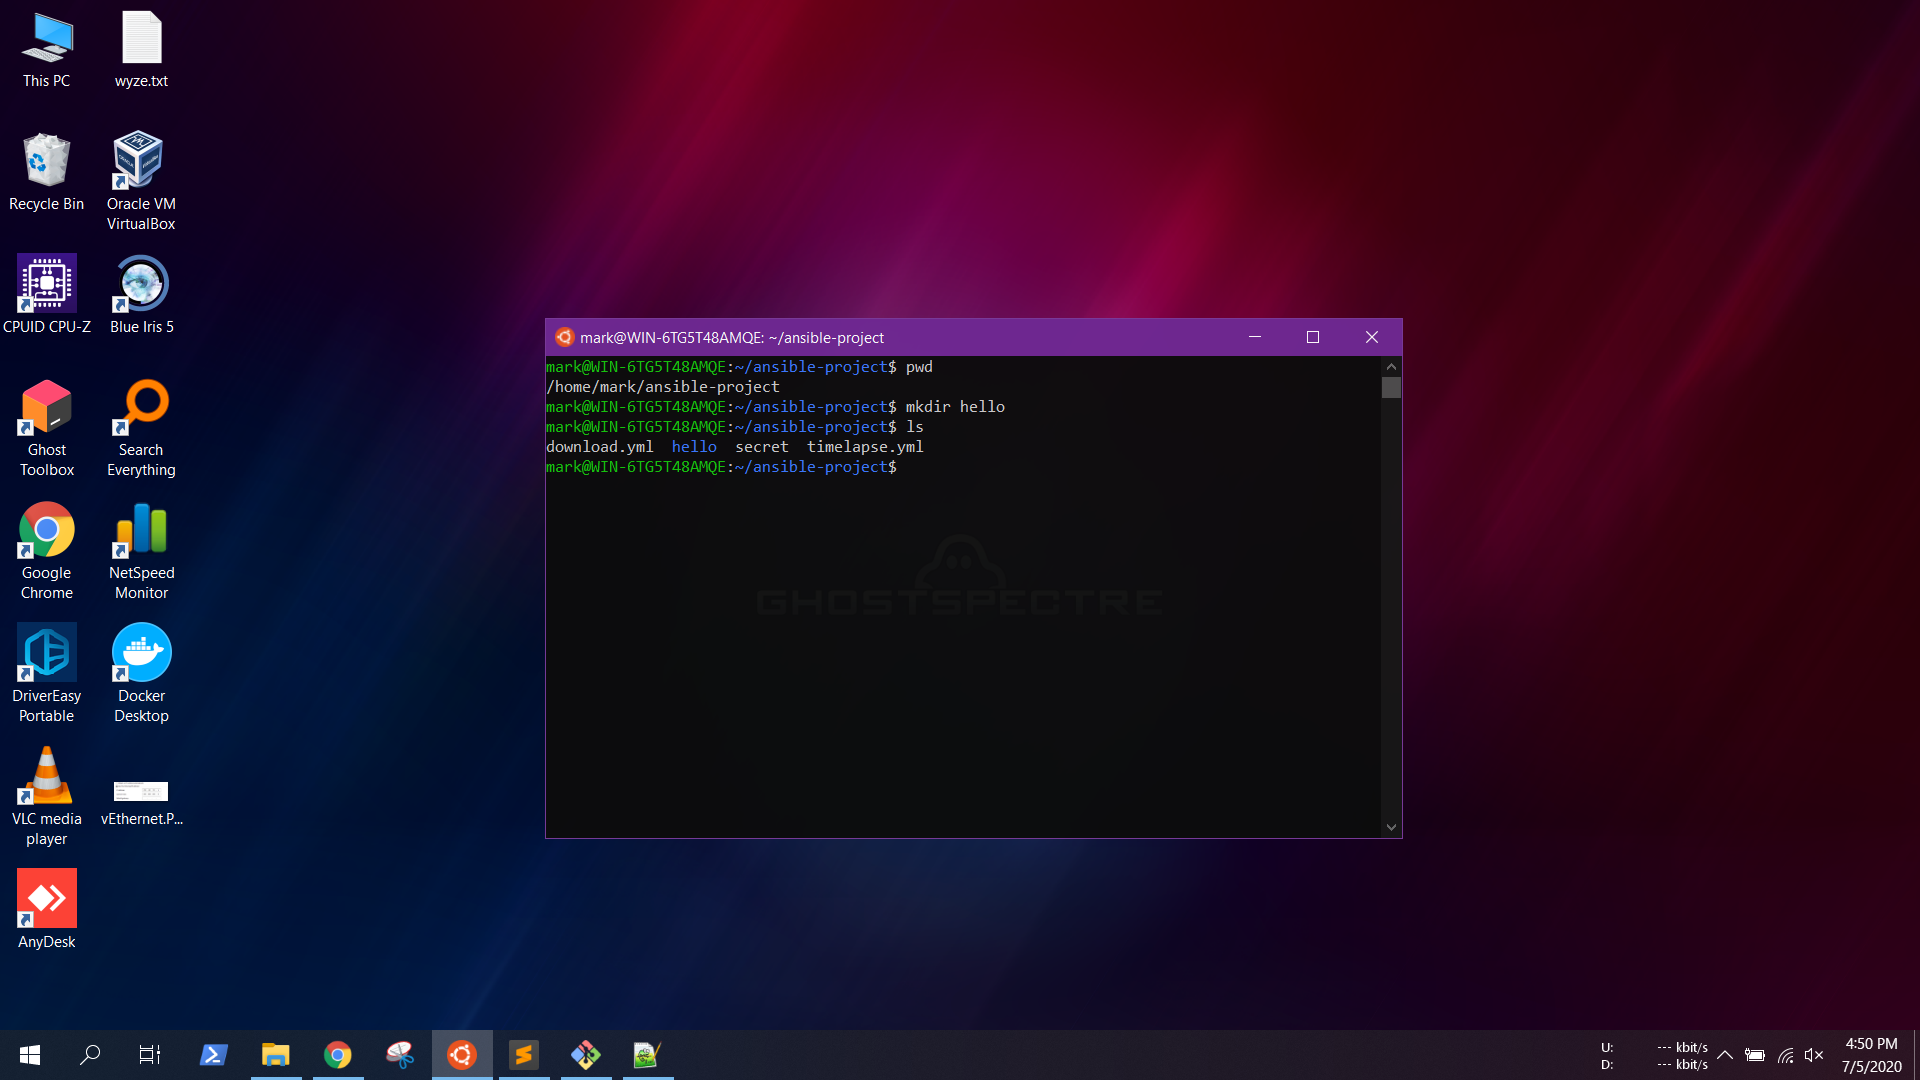 This PC
wyze.txt
Recycle Bin
Oracle VM
VirtualBox
CPUID CPU-Z
Blue Iris 5
Ghost
Toolbox
Search
Everything
Google
Chrome
NetSpeed
Monitor
DriverEasy
Portable
Docker
Desktop
VLC media
player
vEthernet.P...
AnyDesk
mark@WIN-6TG5T48AMQE: ~/ansible-project
mark@WIN-6TG5T48AMQE:~/ansible-project$ pwd
/home/mark/ansible-project
mark@WIN-6TG5T48AMQE:~/ansible-project$ mkdir hello
mark@WIN-6TG5T48AMQE:~/ansible-project$ ls
download.yml  hello  secret  timelapse.yml
mark@WIN-6TG5T48AMQE:~/ansible-project$
GHOSTSPECTRE
U: --- kbit/s
D: --- kbit/s
4:50 PM
7/5/2020